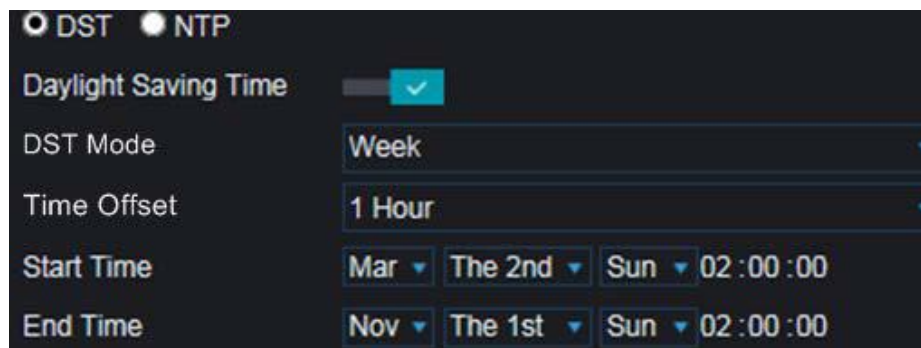 DST NTP
Daylight Saving Time
DST Mode Week
Time Offset 1 Hour
Start Time Mar The 2nd Sun 02:00:00
End Time Nov The 1st Sun 02:00:00